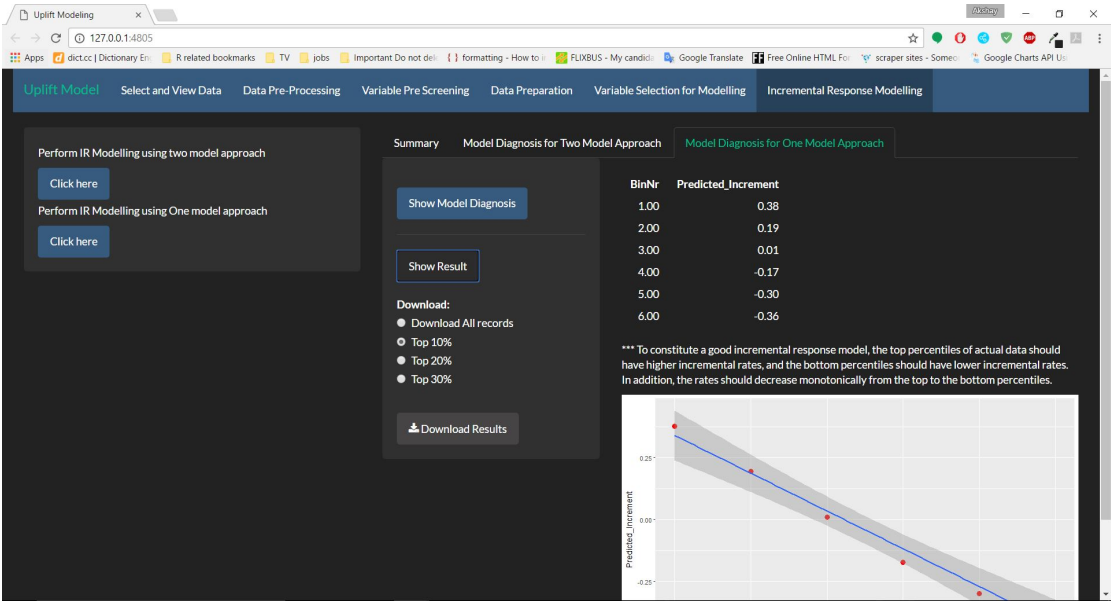 Uplift Modeling
Akshay
127.0.0.1:4805
Apps
dict.cc | Dictionary En
R related bookmarks
TV
jobs
Important Do not dele
formatting - How to i
FLIXBUS - My candida
Google Translate
Free Online HTML For
scraper sites - Someo
Google Charts API Us
Uplift Model
Select and View Data
Data Pre-Processing
Variable Pre Screening
Data Preparation
Variable Selection for Modelling
Incremental Response Modelling
Perform IR Modelling using two model approach
Click here
Perform IR Modelling using One model approach
Click here
Summary
Model Diagnosis for Two Model Approach
Model Diagnosis for One Model Approach
Show Model Diagnosis
Show Result
Download:
Download All records
Top 10%
Top 20%
Top 30%
Download Results
BinNr Predicted_Increment
1.00 0.38
2.00 0.19
3.00 0.01
4.00 -0.17
5.00 -0.30
6.00 -0.36
*** To constitute a good incremental response model, the top percentiles of actual data should
have higher incremental rates, and the bottom percentiles should have lower incremental rates.
In addition, the rates should decrease monotonically from the top to the bottom percentiles.
Predicted_Increment
0.25
0.00
-0.25